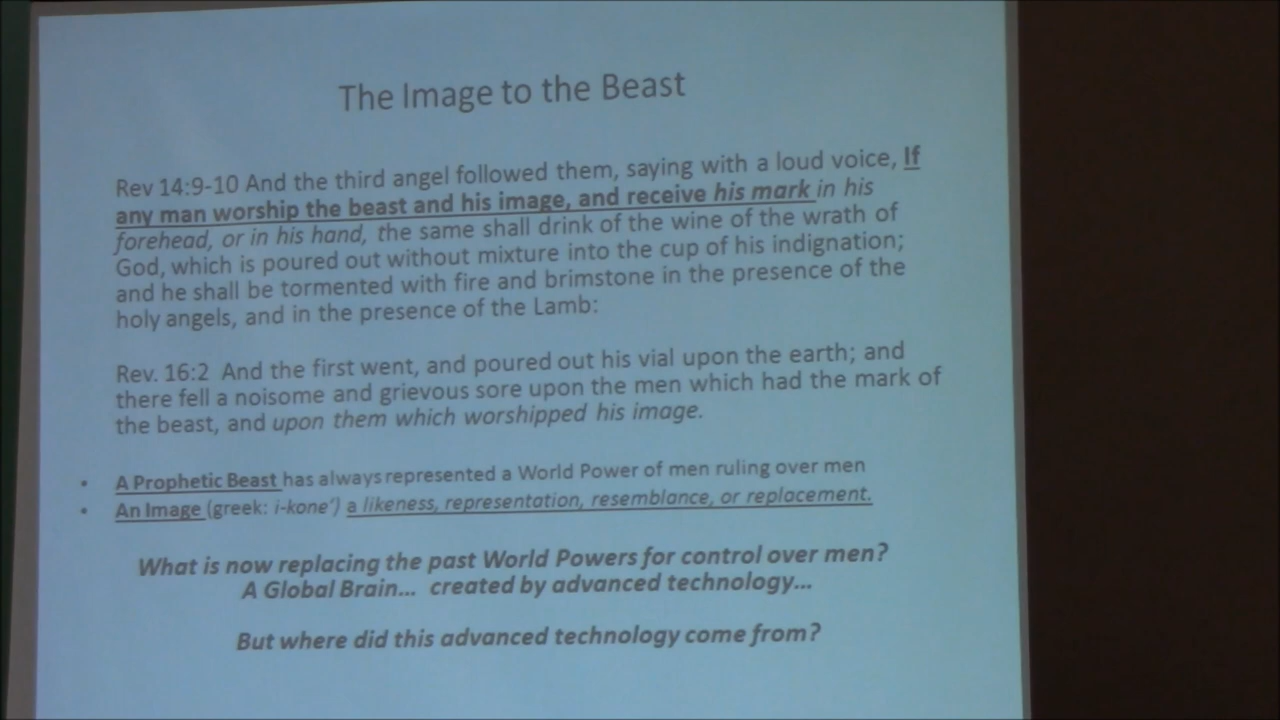 The Image to the Beast
Rev 14:9-10 And the third angel followed them, saying with a loud voice, If
any man worship the beast and his image, and receive his mark in his
forehead, or in his hand, the same shall drink of the wine of the wrath of
God, which is poured out without mixture into the cup of his indignation;
and he shall be tormented with fire and brimstone in the presence of the
holy angels, and in the presence of the Lamb:
Rev. 16:2 And the first went, and poured out his vial upon the earth; and
there fell a noisome and grievous sore upon the men which had the mark of
the beast, and upon them which worshipped his image.
• A Prophetic Beast has always represented a World Power of men ruling over men
• An Image (greek: i-kone') a likeness, representation, resemblance, or replacement.
What is now replacing the past World Powers for control over men?
A Global Brain... created by advanced technology...
But where did this advanced technology come from?